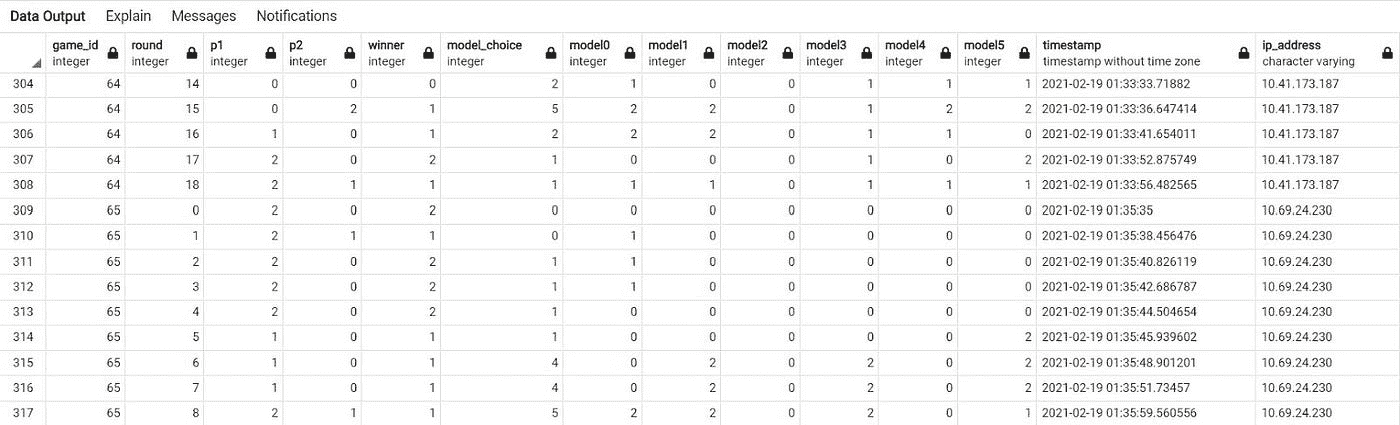 Data Output Explain Messages Notifications
game_id round p1 p2 winner model_choice model0 model1 model2 model3 model4 model5 timestamp ip_address
integer integer integer integer integer integer integer integer integer integer integer integer timestamp without time zone character varying
304 64 14 0 0 0 2 1 0 0 1 1 1 2021-02-19 01:33:33.71882 10.41.173.187
305 64 15 0 2 1 5 2 2 0 1 2 2 2021-02-19 01:33:36.647414 10.41.173.187
306 64 16 1 0 1 2 2 2 0 1 1 0 2021-02-19 01:33:41.654011 10.41.173.187
307 64 17 2 0 2 1 0 0 0 1 0 2 2021-02-19 01:33:52.875749 10.41.173.187
308 64 18 2 1 1 1 1 1 0 1 1 1 2021-02-19 01:33:56.482565 10.41.173.187
309 65 0 2 0 2 0 0 0 0 0 0 0 2021-02-19 01:35:35 10.69.24.230
310 65 1 2 1 1 0 1 0 0 0 0 0 2021-02-19 01:35:38.456476 10.69.24.230
311 65 2 2 0 2 1 1 0 0 0 0 0 2021-02-19 01:35:40.826119 10.69.24.230
312 65 3 2 0 2 1 1 0 0 0 0 0 2021-02-19 01:35:42.686787 10.69.24.230
313 65 4 2 0 2 1 0 0 0 0 0 0 2021-02-19 01:35:44.504654 10.69.24.230
314 65 5 1 0 1 1 0 0 0 0 0 2 2021-02-19 01:35:45.939602 10.69.24.230
315 65 6 1 0 1 4 0 2 0 2 0 2 2021-02-19 01:35:48.901201 10.69.24.230
316 65 7 1 0 1 4 0 2 0 2 0 2 2021-02-19 01:35:51.73457 10.69.24.230
317 65 8 2 1 1 5 2 2 0 2 0 1 2021-02-19 01:35:59.560556 10.69.24.230